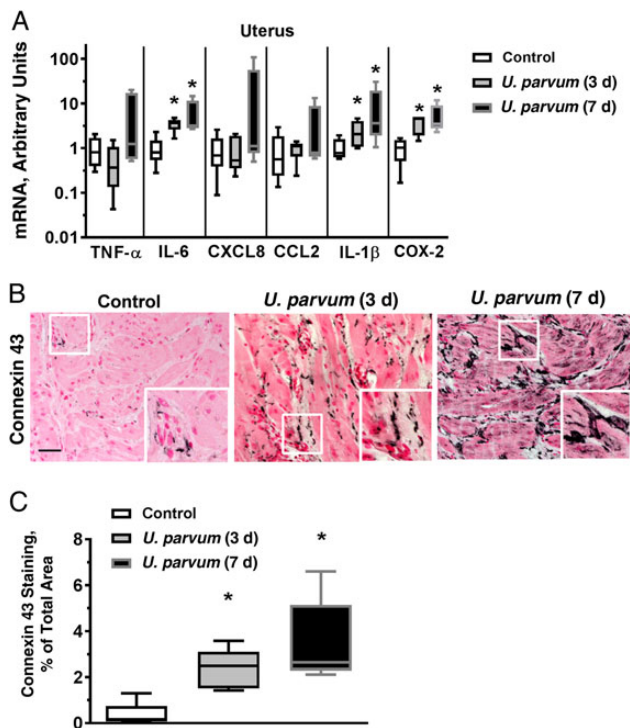 A
Uterus
mRNA, Arbitrary Units
100
10
1
0.1
0.01
* * * * * *
TNF-α IL-6 CXCL8 CCL2 IL-1β COX-2
Control
U. parvum (3 d)
U. parvum (7 d)
B
Control U. parvum (3 d) U. parvum (7 d)
Connexin 43
C
Control
U. parvum (3 d)
U. parvum (7 d)
Connexin 43 Staining,
% of Total Area
8
6
4
2
0
* *